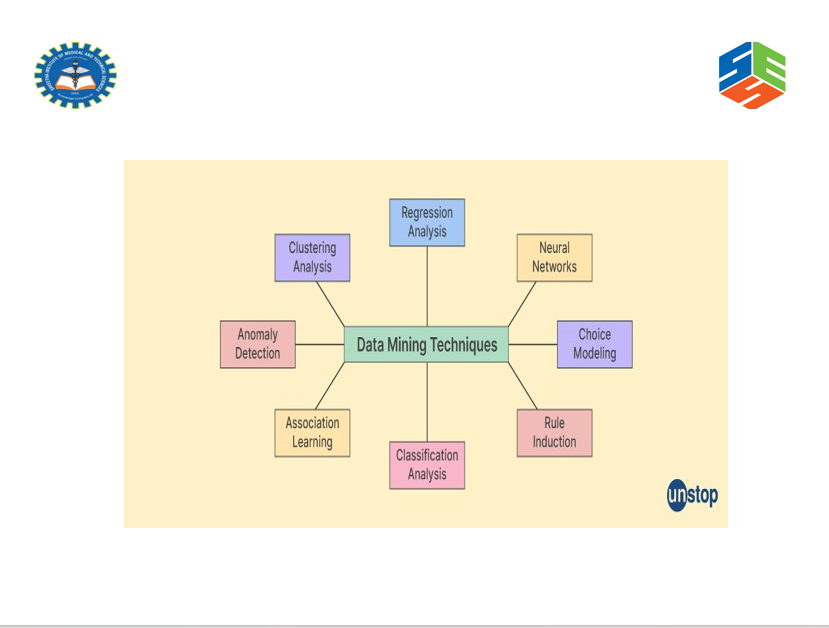 SES
Regression
Analysis
Clustering
Analysis
Neural
Networks
Anomaly
Detection
Data Mining Techniques
Choice
Modeling
Association
Learning
Rule
Induction
Classification
Analysis
unstop